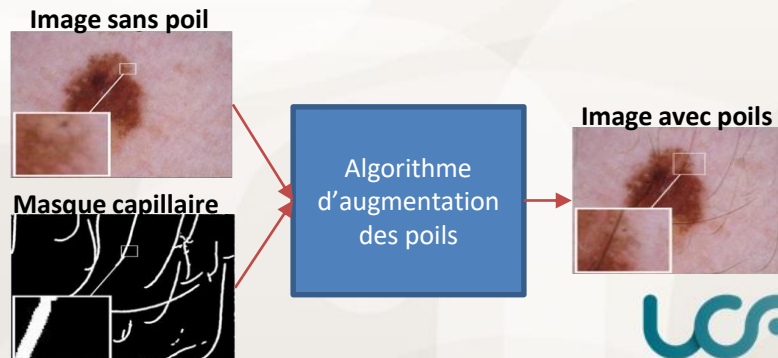 Image sans poil
Masque capillaire
Algorithme
d'augmentation
des poils
Image avec poils